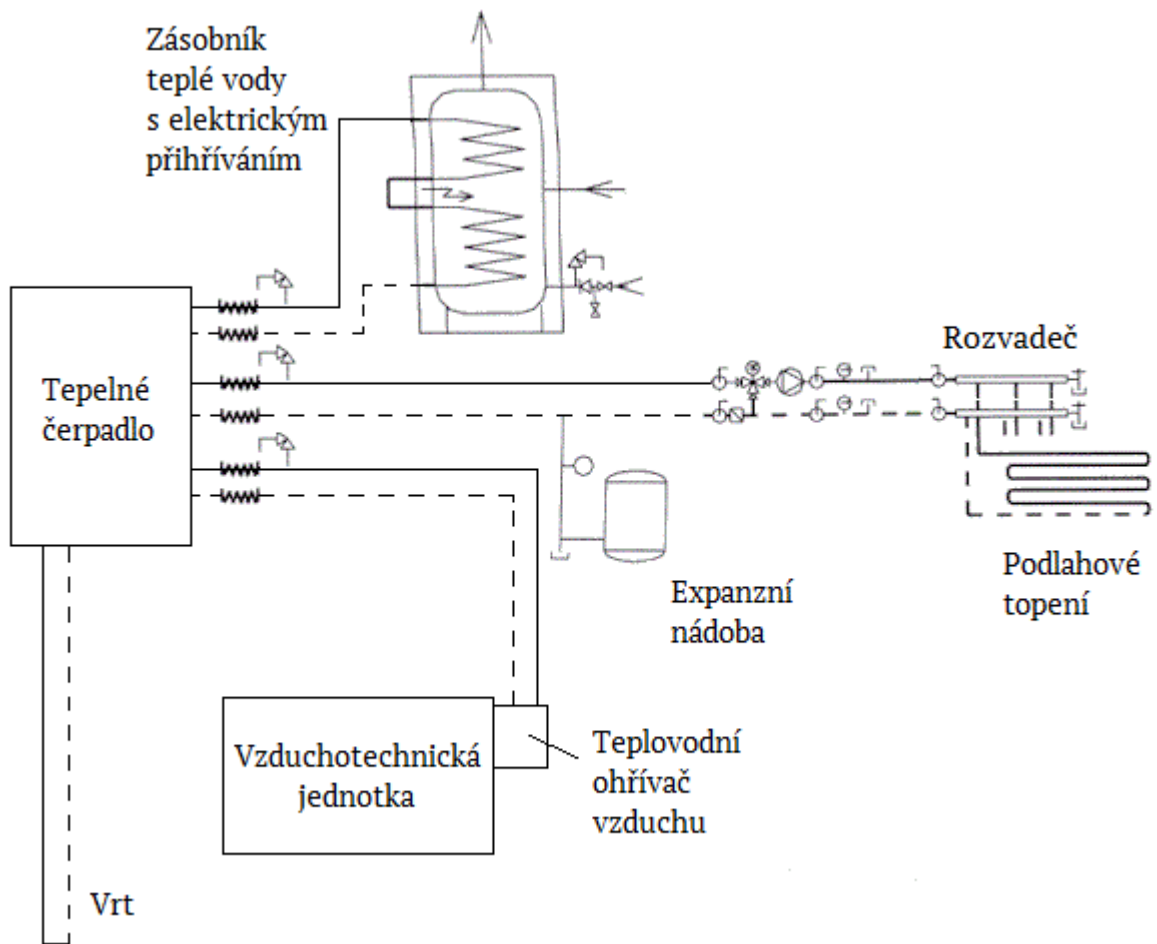 Zásobník
teplé vody
s elektrickým
přihříváním
Rozvadeč
Tepelné
čerpadlo
Podlahové
topení
Expanzní
nádoba
Vzduchotechnická
jednotka
Teplovodní
ohřívač
vzduchu
Vrt